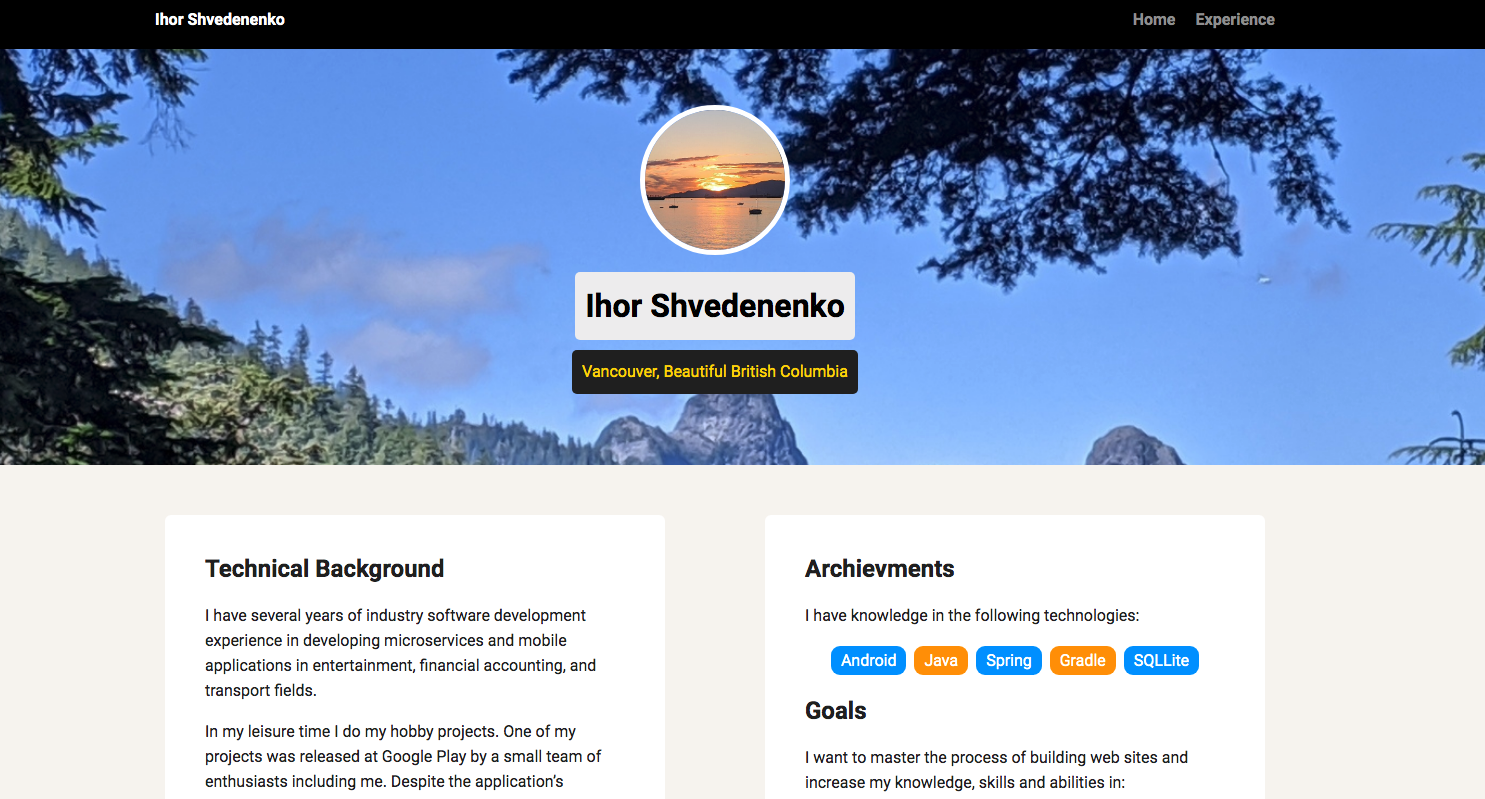 Ihor Shvedenenko
Home Experience
Ihor Shvedenenko
Vancouver, Beautiful British Columbia
Technical Background
I have several years of industry software development
experience in developing microservices and mobile
applications in entertainment, financial accounting, and
transport fields.
In my leisure time I do my hobby projects. One of my
projects was released at Google Play by a small team of
enthusiasts including me. Despite the application’s
Archievments
I have knowledge in the following technologies:
Android Java Spring Gradle SQLLite
Goals
I want to master the process of building web sites and
increase my knowledge, skills and abilities in: